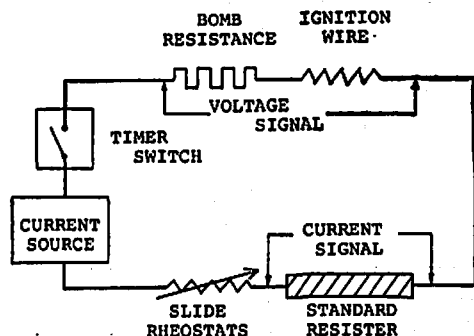 BOMB
RESISTANCE
IGNITION
WIRE
VOLTAGE
SIGNAL
TIMER
SWITCH
CURRENT
SOURCE
CURRENT
SIGNAL
SLIDE
RHEOSTATS
STANDARD
RESISTER